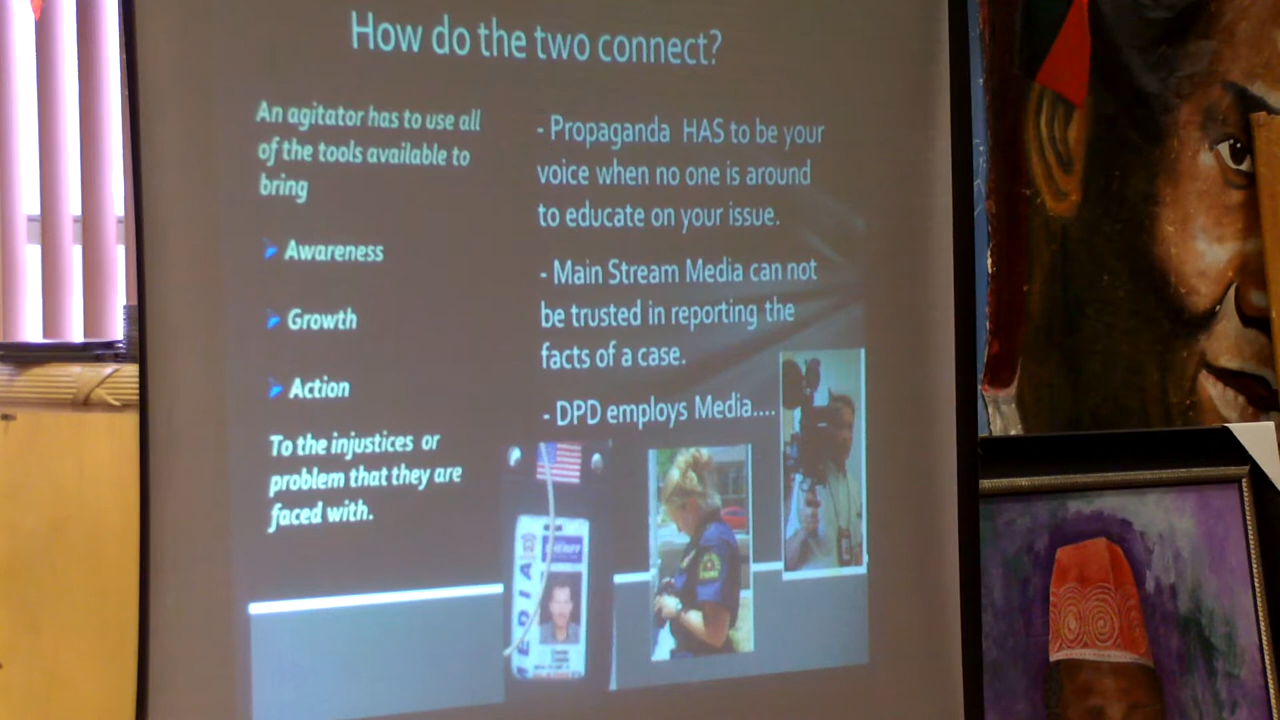 How do the two connect?
An agitator has to use all
of the tools available to
bring
Awareness
Growth
Action
To the injustices or
problem that they are
faced with.
- Propaganda HAS to be your
voice when no one is around
to educate on your issue.
- Main Stream Media can not
be trusted in reporting the
facts of a case.
- DPD employs Media....
MEDIA
SHERIFF